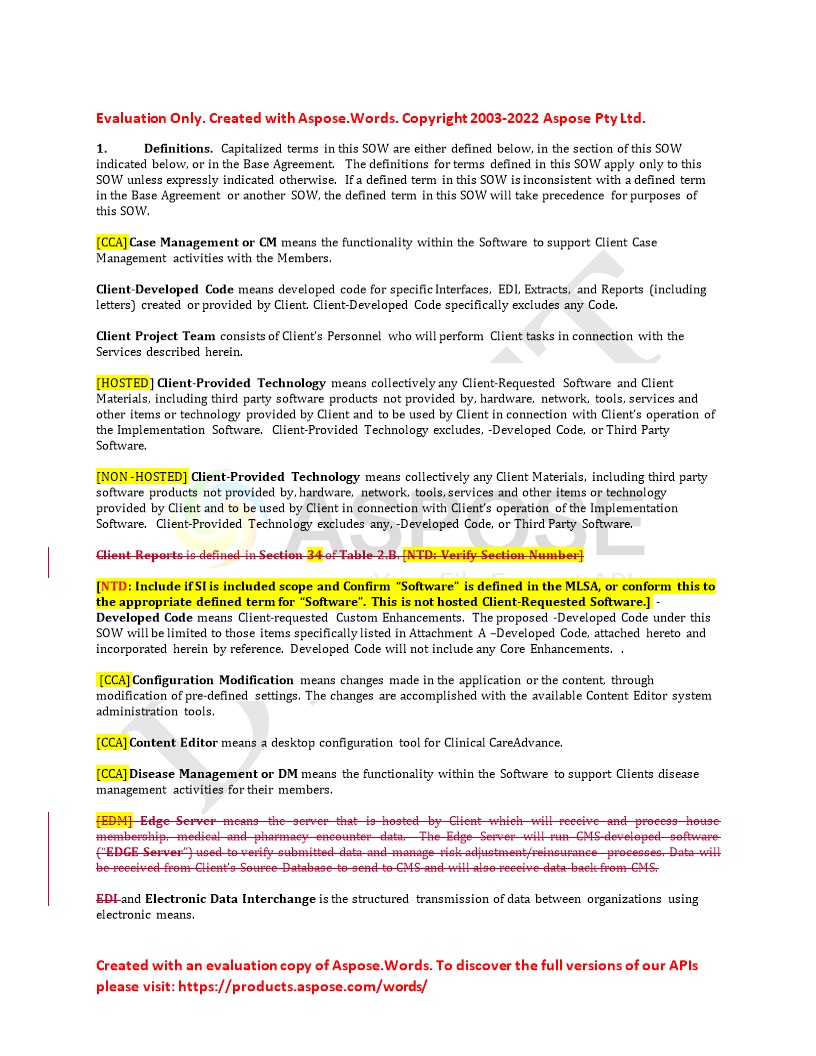 Evaluation Only. Created with Aspose.Words. Copyright 2003-2022 Aspose Pty Ltd.
1. Definitions. Capitalized terms in this SOW are either defined below, in the section of this SOW
indicated below, or in the Base Agreement. The definitions for terms defined in this SOW apply only to this
SOW unless expressly indicated otherwise. If a defined term in this SOW is inconsistent with a defined term
in the Base Agreement or another SOW, the defined term in this SOW will take precedence for purposes of
this SOW.
[CCA] Case Management or CM means the functionality within the Software to support Client Case
Management activities with the Members.
Client-Developed Code means developed code for specific Interfaces, EDI, Extracts, and Reports (including
letters) created or provided by Client. Client-Developed Code specifically excludes any Code.
Client Project Team consists of Client's Personnel who will perform Client tasks in connection with the
Services described herein.
[HOSTED] Client-Provided Technology means collectively any Client-Requested Software and Client
Materials, including third party software products not provided by, hardware, network, tools, services and
other items or technology provided by Client and to be used by Client in connection with Client's operation of
the Implementation Software. Client-Provided Technology excludes, -Developed Code, or Third Party
Software.
[NON -HOSTED] Client-Provided Technology means collectively any Client Materials, including third party
software products not provided by, hardware, network, tools, services and other items or technology
provided by Client and to be used by Client in connection with Client's operation of the Implementation
Software. Client-Provided Technology excludes any, -Developed Code, or Third Party Software.
ASPOSE
Client Reports is defined in Section 34 of Table 2.B. [NTD: Verify Section Number]
[NTD: Include if SI is included scope and Confirm "Software" is defined in the MLSA, or conform this to
the appropriate defined term for "Software". This is not hosted Client-Requested Software.] -
Developed Code means Client-requested Custom Enhancements. The proposed -Developed Code under this
SOW will be limited to those items specifically listed in Attachment A –Developed Code, attached hereto and
incorporated herein by reference. Developed Code will not include any Core Enhancements. .
[CCA] Configuration Modification means changes made in the application or the content, through
modification of pre-defined settings. The changes are accomplished with the available Content Editor system
administration tools.
[CCA] Content Editor means a desktop configuration tool for Clinical CareAdvance.
[CCA] Disease Management or DM means the functionality within the Software to support Clients disease
management activities for their members.
[EDM] Edge Server means the server that is hosted by Client which will receive and process house
membership, medical and pharmacy encounter data. The Edge Server will run CMS-developed software
("EDGE Server") used to verify submitted data and manage risk adjustment/reinsurance processes. Data will
be received from Client's Source Database to send to CMS and will also receive data back from CMS.
EDI and Electronic Data Interchange is the structured transmission of data between organizations using
electronic means.
Created with an evaluation copy of Aspose.Words. To discover the full versions of our APIs
please visit: https://products.aspose.com/words/